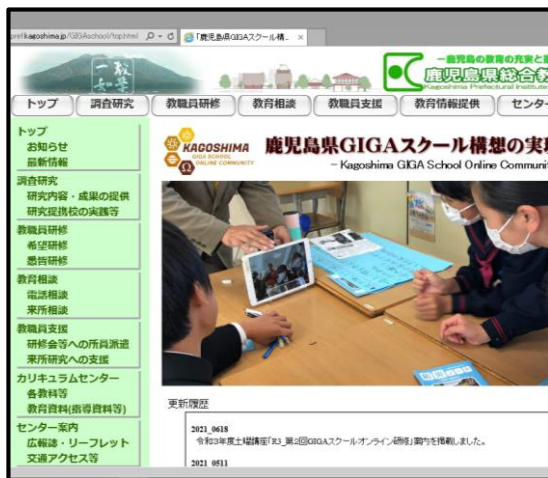 pref.kagoshima.jp/GIGAschool/top.html
「鹿児島県GIGAスクール構...
鹿児島県総合教
Kagoshima Prefectural Institute
トップ
調査研究
教職員研修
教育相談
教職員支援
教育情報提供
センター
トップ
お知らせ
最新情報
調査研究
研究内容・成果の提供
研究提携校の実践等
教職員研修
希望研修
悉皆研修
教育相談
電話相談
来所相談
教職員支援
研修会等への所員派遣
来所研究への支援
カリキュラムセンター
各教科等
教育資料(指導資料等)
センター案内
広報誌・リーフレット
交通アクセス等
KAGOSHIMA
GIGA SCHOOL
ONLINE COMMUNITY
鹿児島県GIGAスクール構想の実現
– Kagoshima GIGA School Online Communi
更新履歴
2021_0618
令和3年度土曜講座「R3_第2回GIGAスクールオンライン研修」案内を掲載しました。
2021_0511